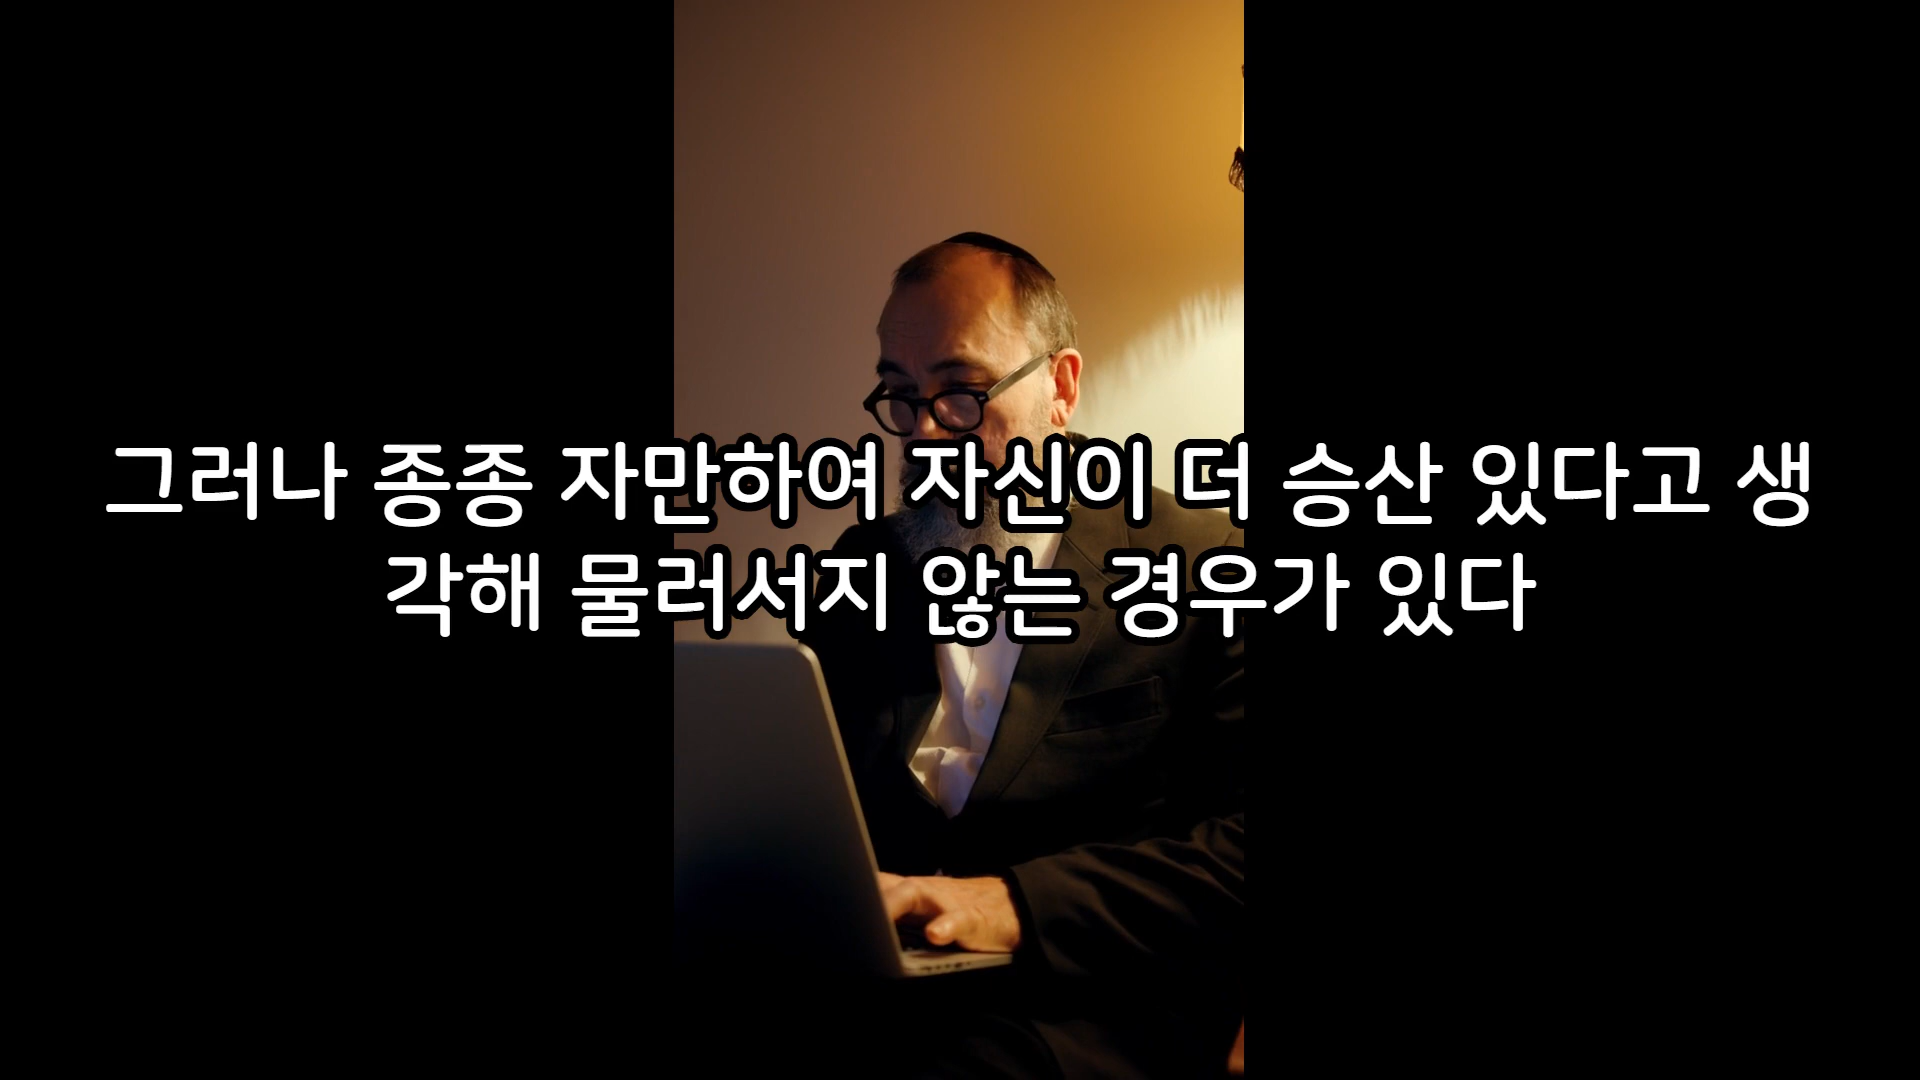 그러나 종종 자만하여 자신이 더 승산 있다고 생
각해 물러서지 않는 경우가 있다